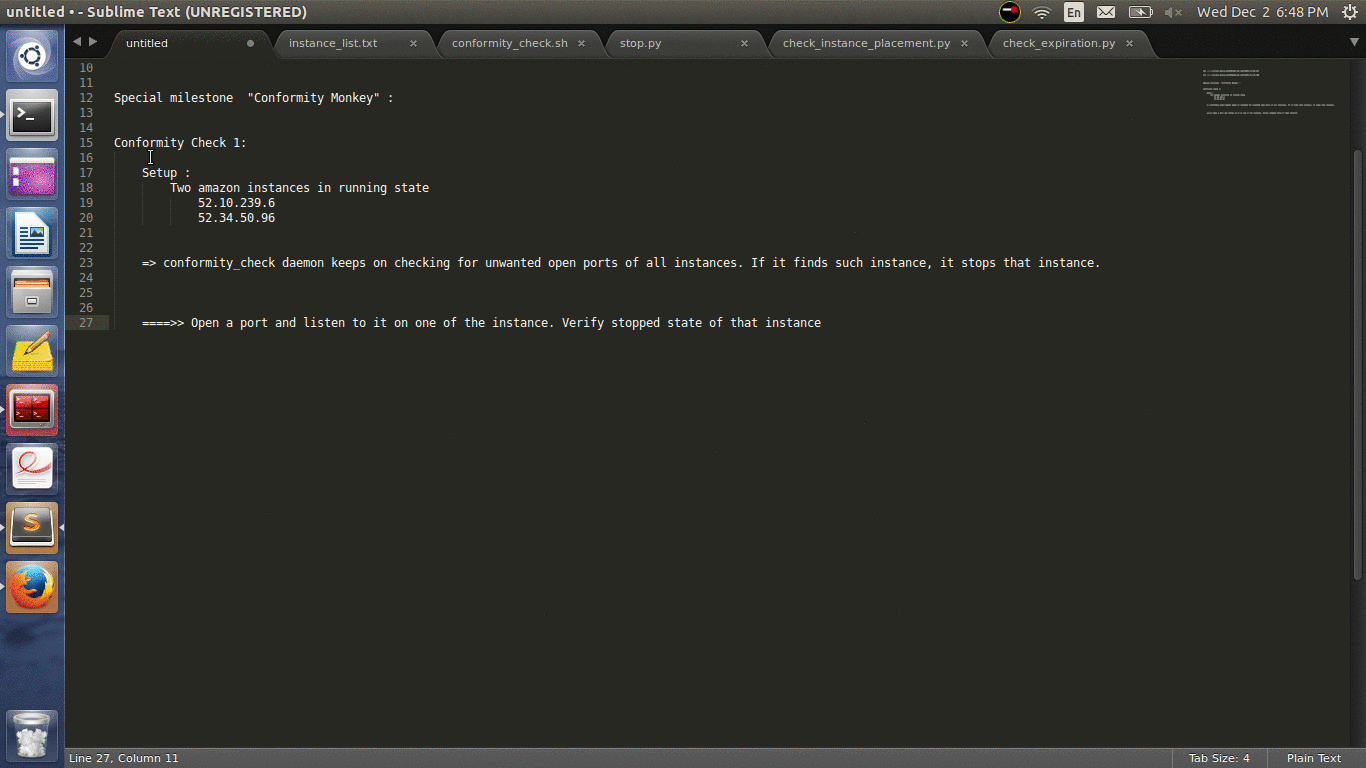 untitled • - Sublime Text (UNREGISTERED)
En
Wed Dec 2 6:48 PM
untitled
instance_list.txt
conformity_check.sh
stop.py
check_instance_placement.py
check_expiration.py
10
11
12 Special milestone "Conformity Monkey" :
13
14
15 Conformity Check 1:
16
17 Setup :
18 Two amazon instances in running state
19 52.10.239.6
20 52.34.50.96
21
22
23 => conformity_check daemon keeps on checking for unwanted open ports of all instances. If it finds such instance, it stops that instance.
24
25
26
27 ====>> Open a port and listen to it on one of the instance. Verify stopped state of that instance
Line 27, Column 11
Tab Size: 4
Plain Text